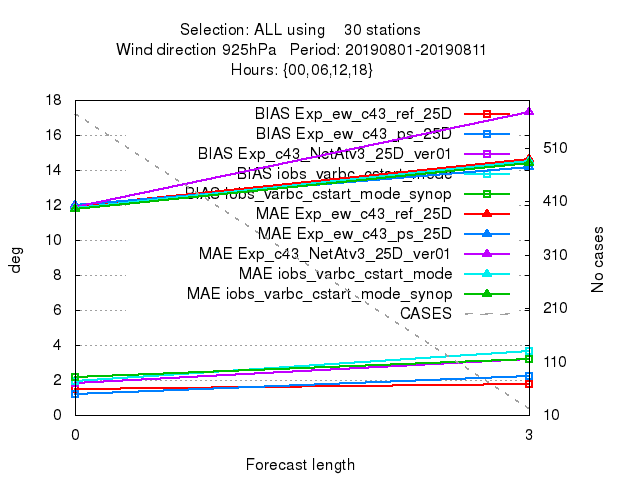 Selection: ALL using 30 stations
Wind direction 925hPa Period: 20190801-20190811
Hours: {00,06,12,18}
BIAS Exp_ew_c43_ref_25D
BIAS Exp_ew_c43_ps_25D
BIAS Exp_c43_NetAtv3_25D_ver01
BIAS iobs_varbc_cstart_mode
BIAS iobs_varbc_cstart_mode_synop
MAE Exp_ew_c43_ref_25D
MAE Exp_ew_c43_ps_25D
MAE Exp_c43_NetAtv3_25D_ver01
MAE iobs_varbc_cstart_mode
MAE iobs_varbc_cstart_mode_synop
CASES
18
16
14
12
10
8
6
4
2
0
deg
510
410
310
210
110
10
No cases
0 3
Forecast length